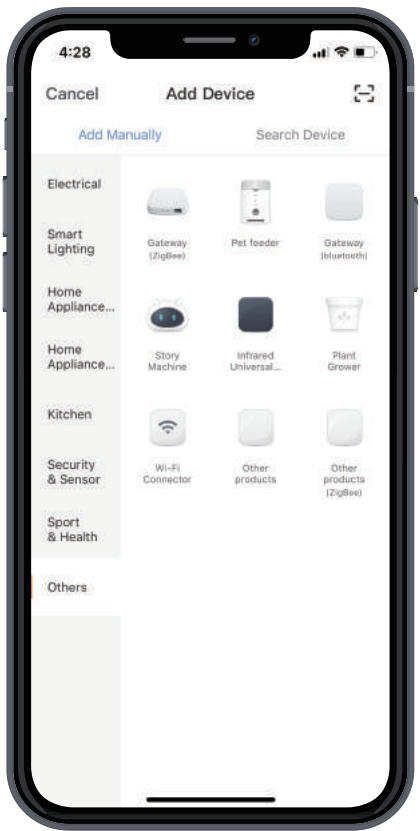 4:28
Cancel
Add Device
Add Manually
Search Device
Electrical
Smart
Lighting
Home
Appliance...
Home
Appliance...
Kitchen
Security
& Sensor
Sport
& Health
Others
Gateway
(ZigBee)
Pet feeder
Gateway
(bluetooth)
Story
Machine
Infrared
Universal...
Plant
Grower
Wi-Fi
Connector
Other
products
Other
products
(ZigBee)